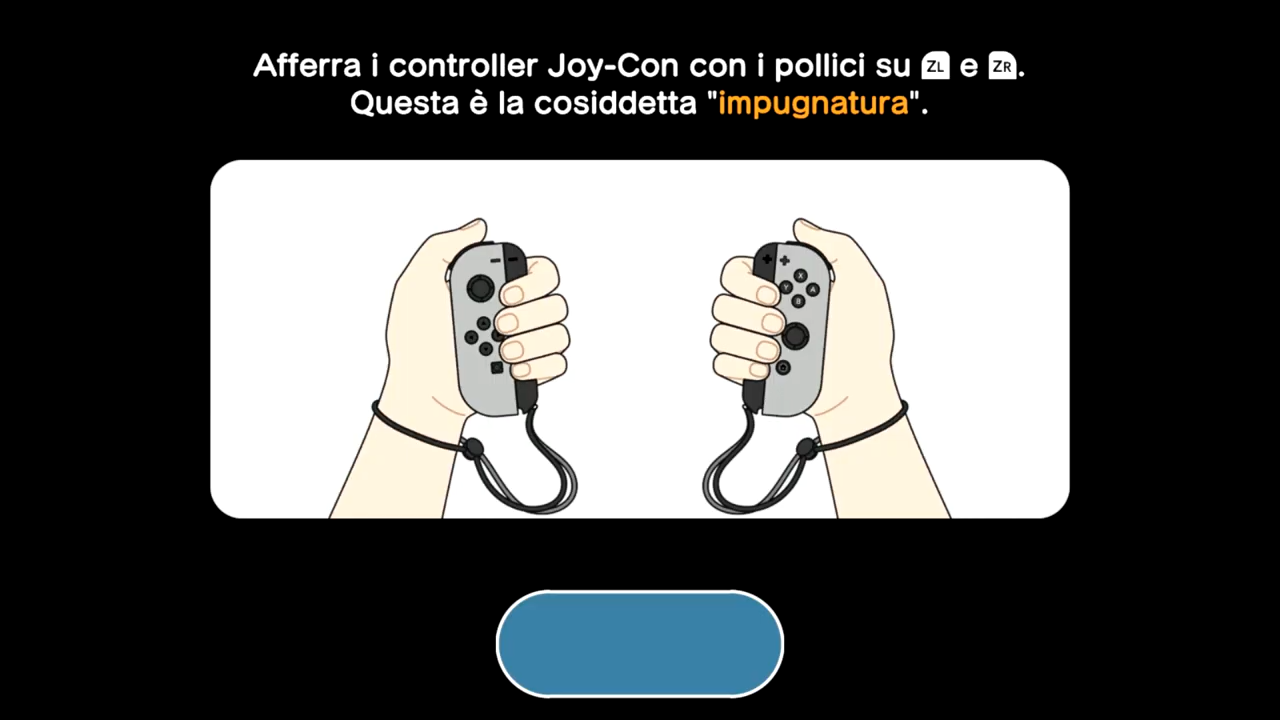 Afferra i controller Joy-Con con i pollici su ZL e ZR.
Questa è la cosiddetta "impugnatura".
X
Y A
B